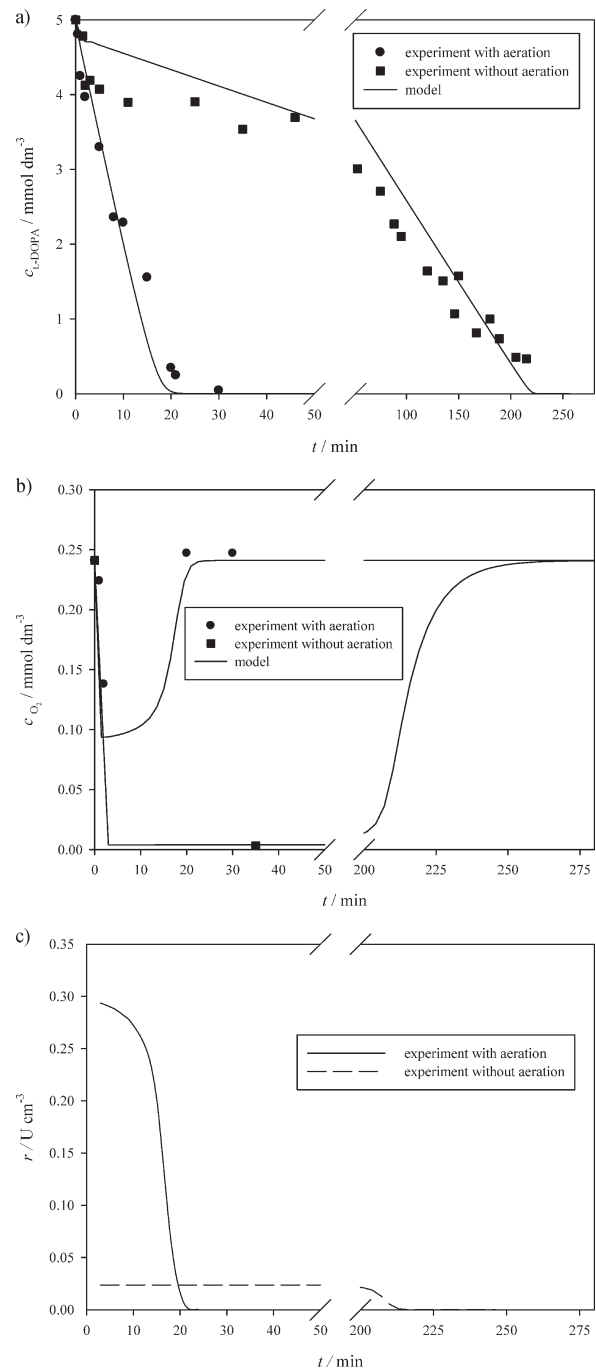 a)
5
4
3
2
1
0
c L-DOPA / mmol dm-3
experiment with aeration
experiment without aeration
model
0 10 20 30 40 50 100 150 200 250
t / min
b)
0.30
0.25
0.20
0.15
0.10
0.05
0.00
c O2 / mmol dm-3
experiment with aeration
experiment without aeration
model
0 10 20 30 40 50 200 225 250 275
t / min
c)
0.35
0.30
0.25
0.20
0.15
0.10
0.05
0.00
r / U cm-3
experiment with aeration
experiment without aeration
0 10 20 30 40 50 200 225 250 275
t / min